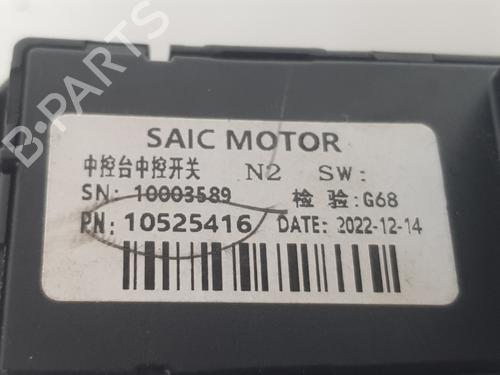 B-PARTS
SAIC MOTOR
中控台中控开关 N2 SW:
SN: 10003589 检 验:G68
PN: 10525416 DATE: 2022-12-14